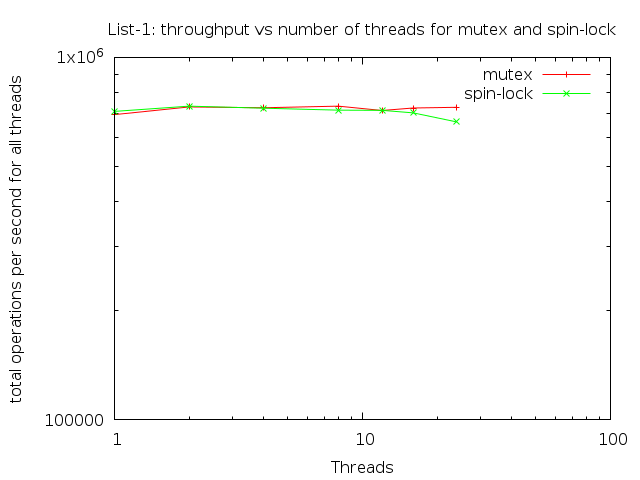 List-1: throughput vs number of threads for mutex and spin-lock
1x10⁶
mutex
spin-lock
total operations per second for all threads
100000
1 10 100
Threads